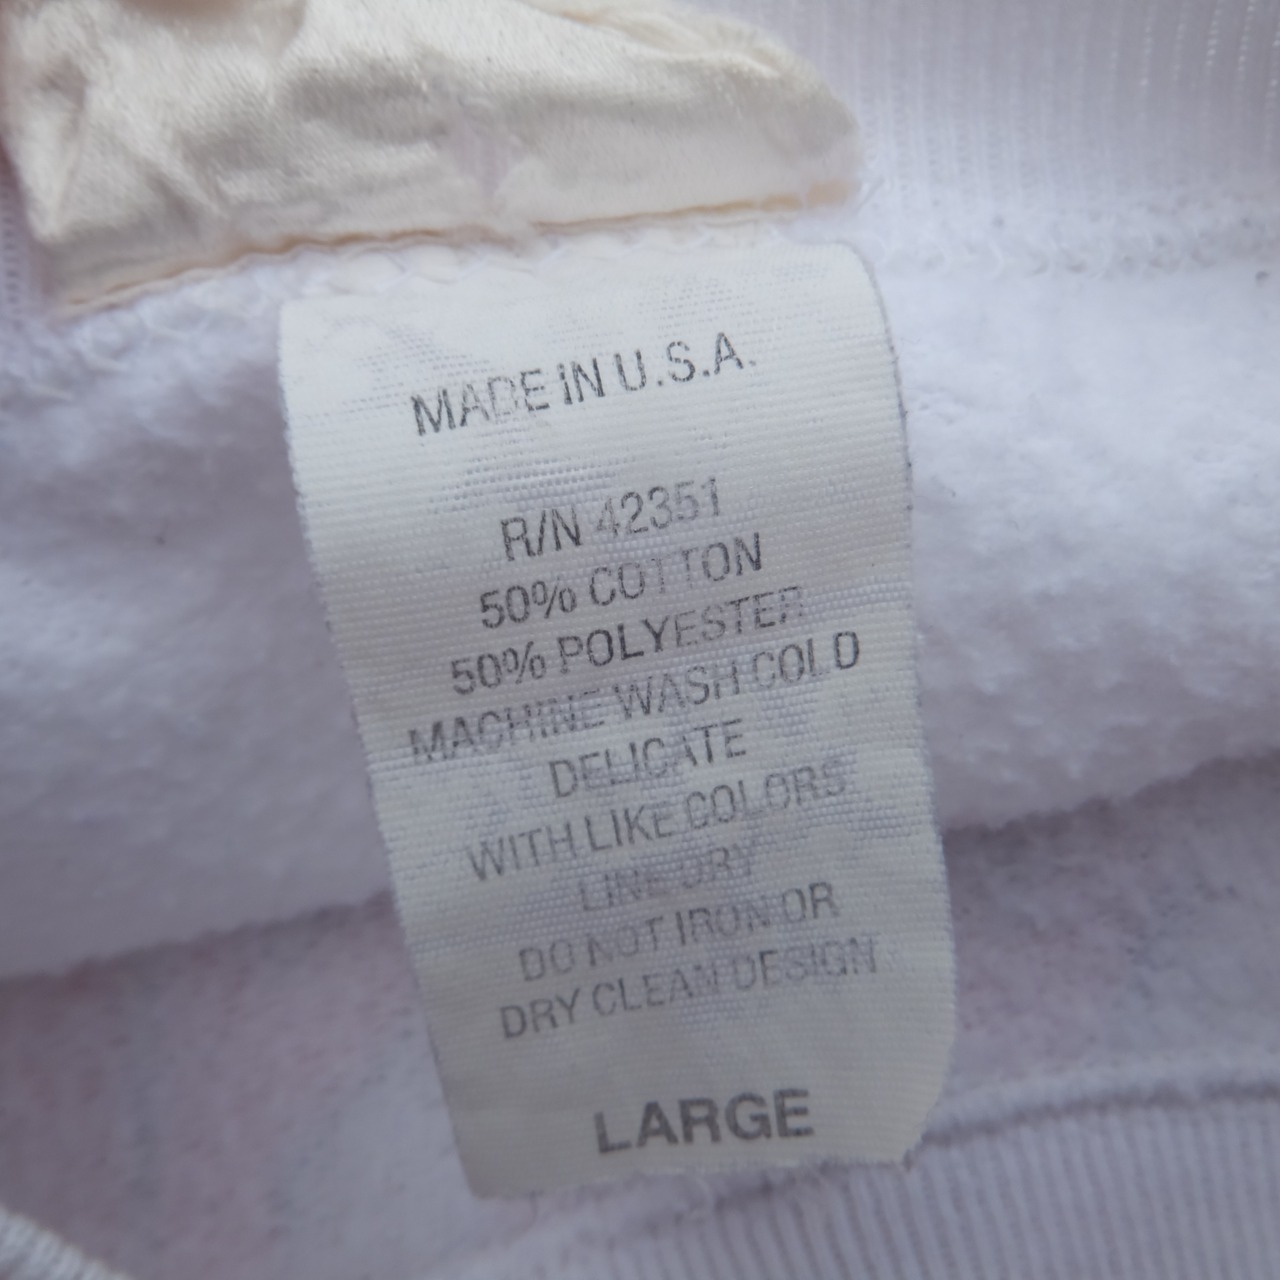 MADE IN U.S.A.
R/N 42351
50% COTTON
50% POLYESTER
MACHINE WASH COLD
DELICATE
WITH LIKE COLORS
LINE DRY
DO NOT IRON OR
DRY CLEAN DESIGN
LARGE